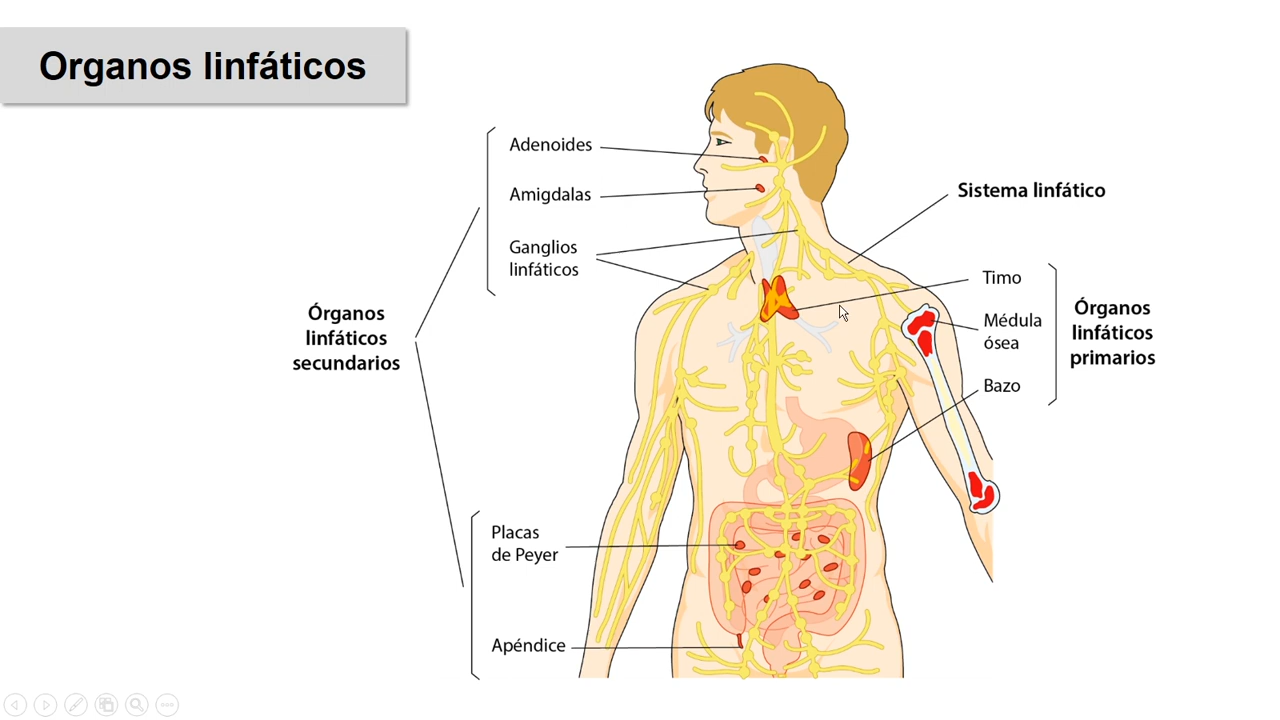 Organos linfáticos
Adenoides
Amigdalas
Ganglios
linfáticos
Órganos
linfáticos
secundarios
Placas
de Peyer
Apéndice
Sistema linfático
Timo
Médula
ósea
Bazo
Órganos
linfáticos
primarios